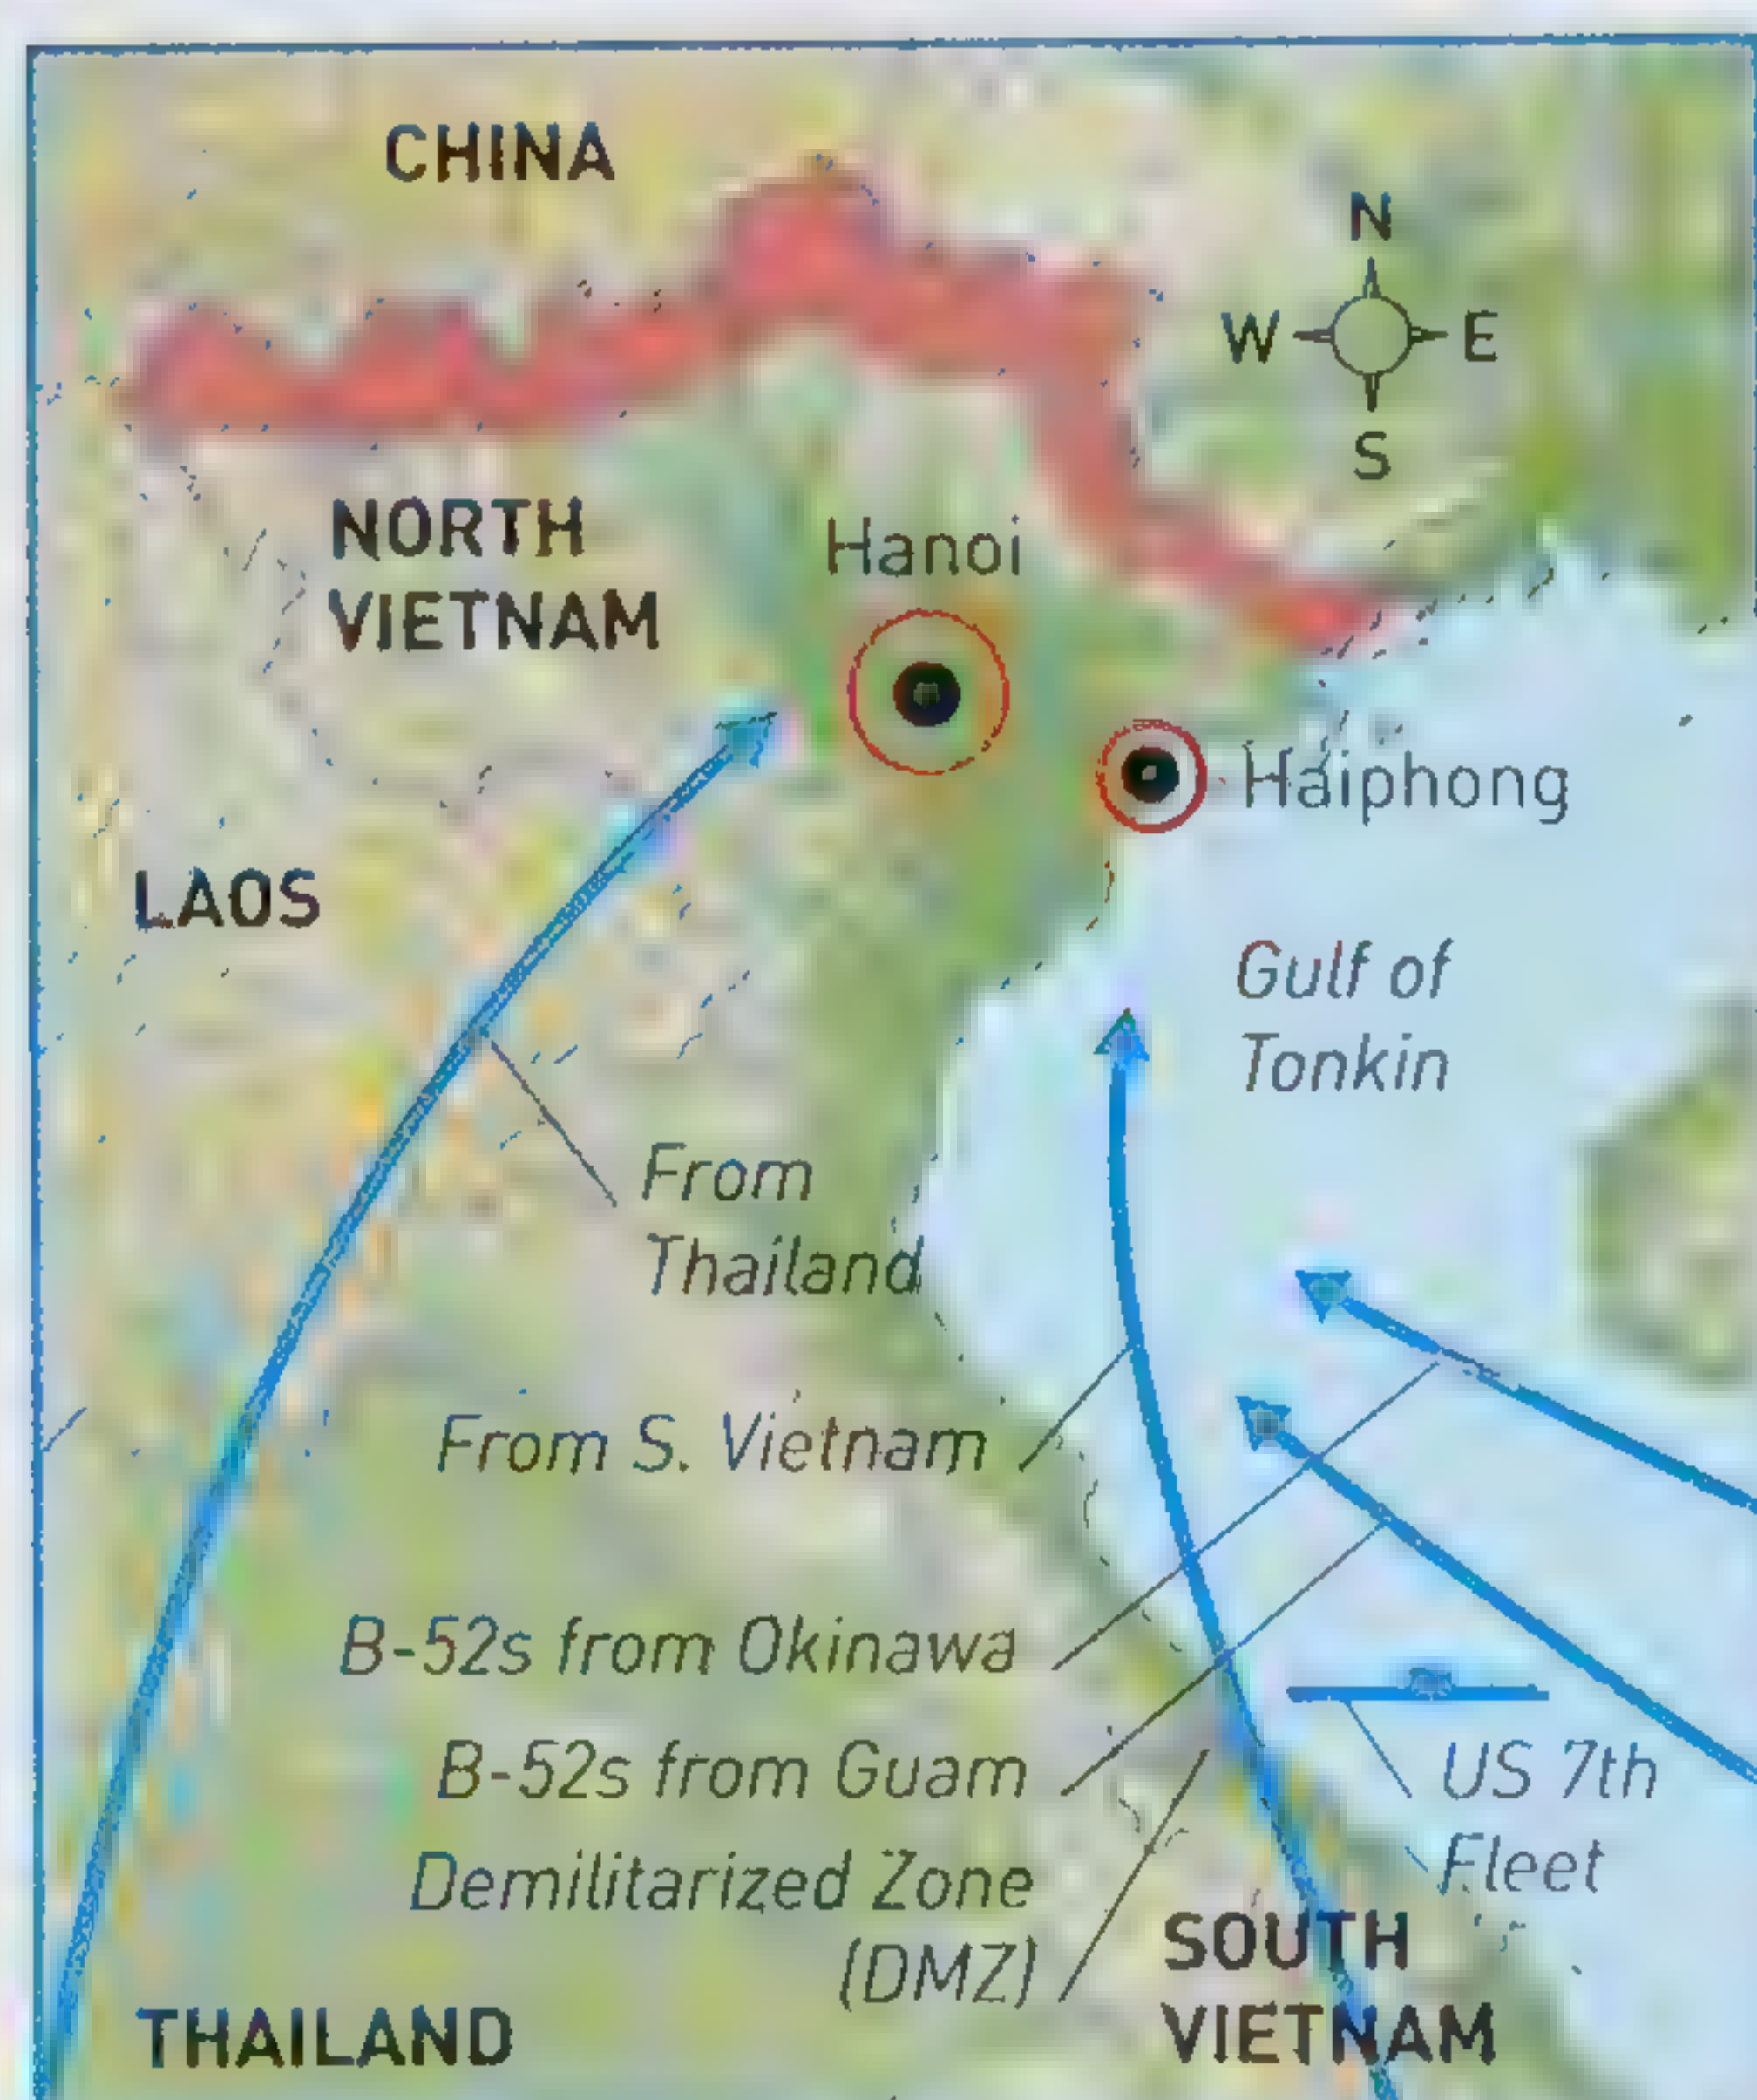 CHINA
N
W
E
S
NORTH
VIETNAM
Hanoi
Haiphong
LAOS
Gulf of
Tonkin
From
Thailand
From S. Vietnam
B-52s from Okinawa
B-52s from Guam
US 7th
Fleet
Demilitarized Zone
(DMZ)
SOUTH
VIETNAM
THAILAND